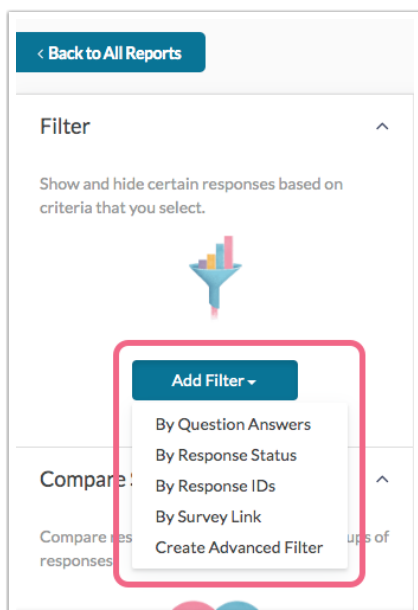 < Back to All Reports
Filter
Show and hide certain responses based on
criteria that you select.
Add Filter
By Question Answers
By Response Status
By Response IDs
By Survey Link
Create Advanced Filter
Compare
Compare of
responses